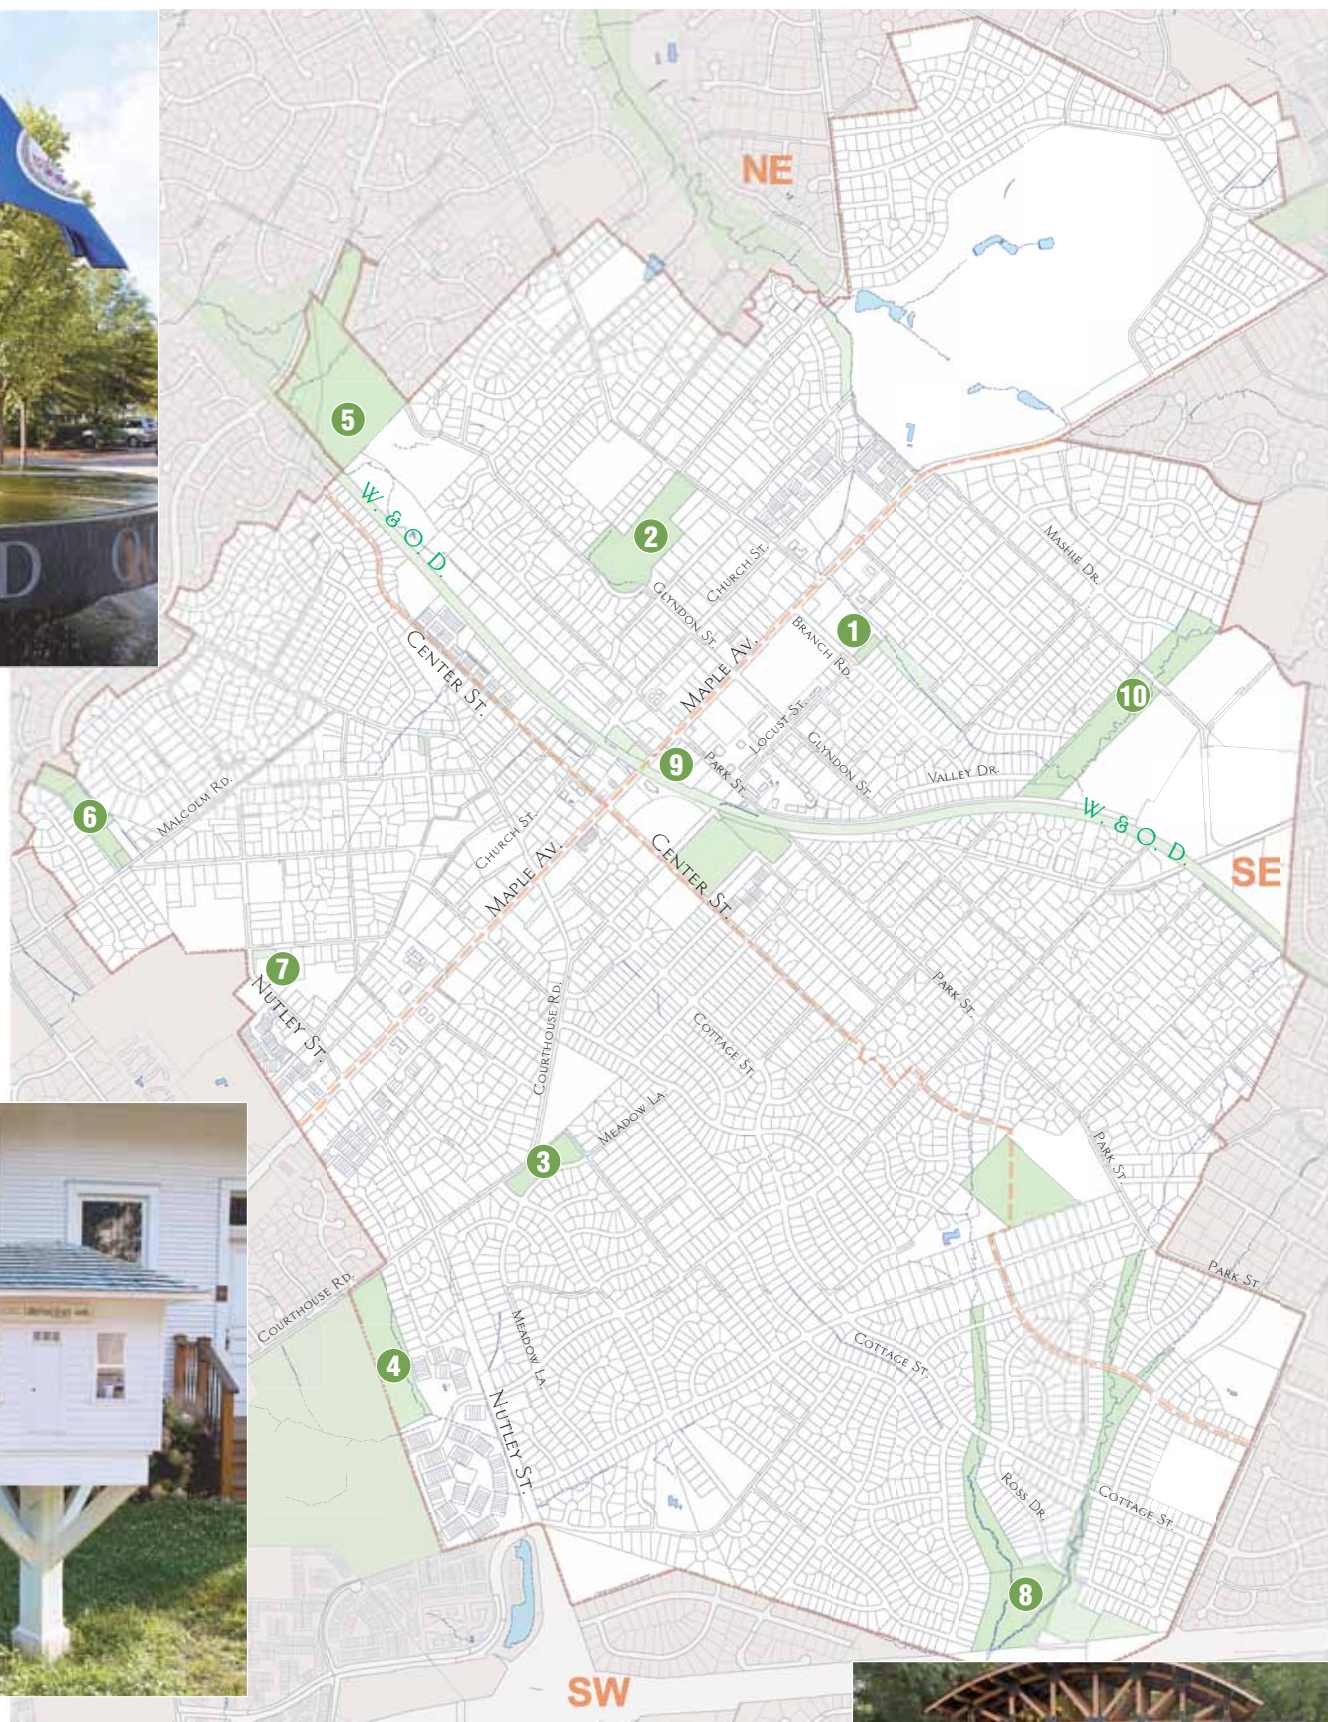 NE
5
W. & O. D.
2
CHURCH ST.
GLYNDON ST.
MASHIE DR.
1
BRANCH RD.
CENTER ST.
MAPLE AV.
10
LOCUST ST.
GLYNDON ST.
9
PARK ST.
VALLEY DR.
W. & O. D.
6
MALCOLM RD.
CHURCH ST.
MAPLE AV.
CENTER ST.
SE
7
NUTLEY ST.
COURTHOUSE RD.
COTTAGE ST.
PARK ST.
MEADOW LA.
3
PARK ST.
COURTHOUSE RD.
PARK ST.
4
MEADOW LA.
COTTAGE ST.
NUTLEY ST.
ROSS DR.
COTTAGE ST.
8
SW